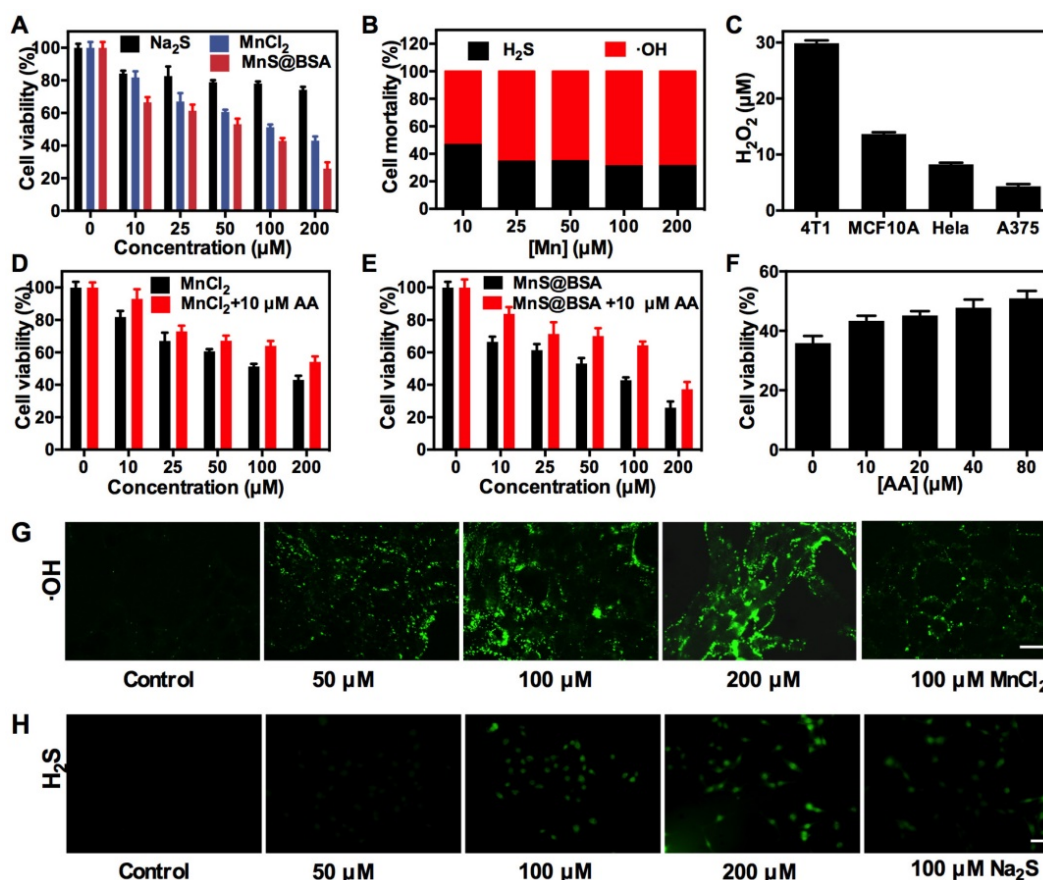 A
Na₂S
MnCl₂
MnS@BSA
Cell viability (%)
100
80
60
40
20
0
0 10 25 50 100 200
Concentration (µM)
B
H₂S
·OH
Cell mortality (%)
120
100
80
60
40
20
0
10 25 50 100 200
[Mn] (µM)
C
H₂O₂ (µM)
30
20
10
0
4T1 MCF10A Hela A375
D
MnCl₂
MnCl₂+10 µM AA
Cell viability (%)
100
80
60
40
20
0
0 10 25 50 100 200
Concentration (µM)
E
MnS@BSA
MnS@BSA +10 µM AA
Cell viability (%)
100
80
60
40
20
0
0 10 25 50 100 200
Concentration (µM)
F
Cell viability (%)
60
40
20
0
0 10 20 40 80
[AA] (µM)
G
·OH
Control 50 µM 100 µM 200 µM 100 µM MnCl₂
H
H₂S
Control 50 µM 100 µM 200 µM 100 µM Na₂S